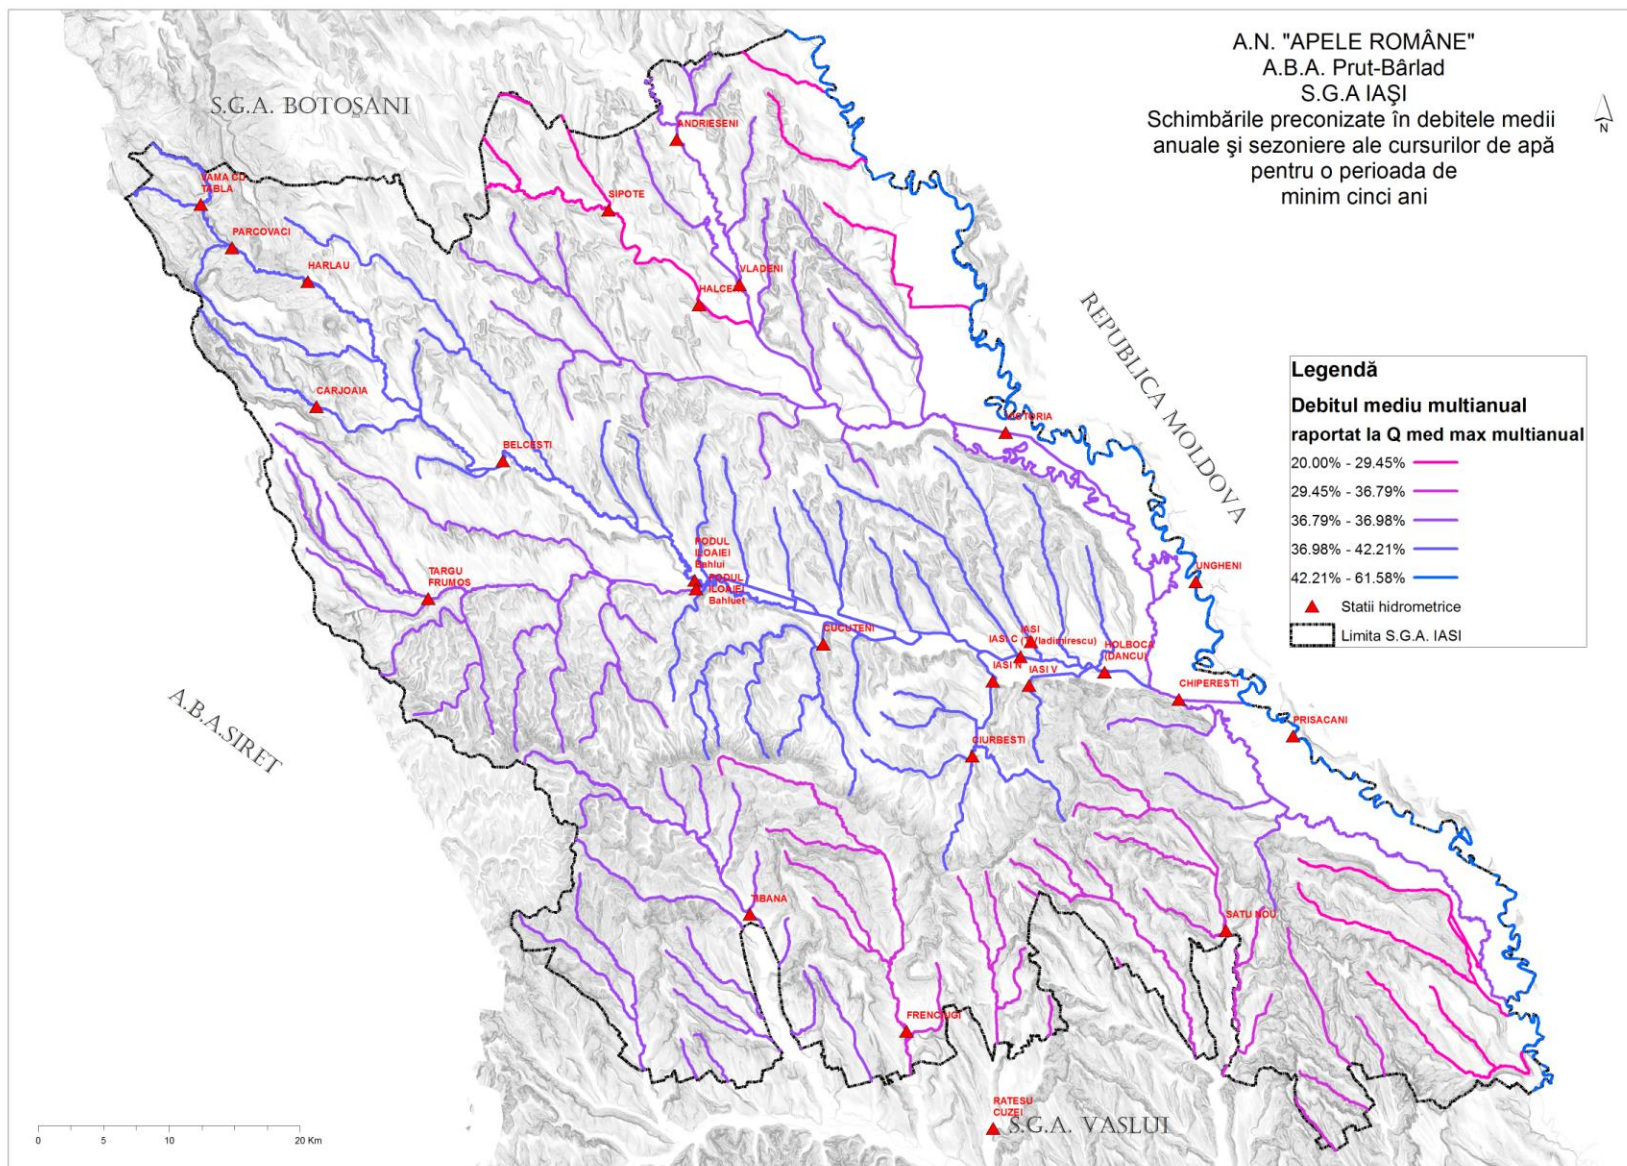 A.N. "APELE ROMÂNE"
A.B.A. Prut-Bârlad
S.G.A IAŞI
Schimbările preconizate în debitele medii
anuale şi sezoniere ale cursurilor de apă
pentru o perioada de
minim cinci ani
N
S.G.A. BOTOŞANI
ANDRIESENI
TABLA
SIPOTE
PARCOVACI
HARLAU
VLADENI
REPUBLICA MOLDOVA
CARJOAIA
BELCESTI
Legendă
Debitul mediu multianual
raportat la Q med max multianual
20.00% - 29.45%
29.45% - 36.79%
36.79% - 36.98%
36.98% - 42.21%
42.21% - 61.58%
Statii hidrometrice
Limita S.G.A. IASI
PODUL
ILOAIEI
Bahlui
PODUL
ILOAIEI
Bahluet
TARGU
FRUMOS
UNGHENI
CUCUTENI
IASI
IASI C
HOLBOCA
(DANCU)
IASI N
IASI V
CHIPERESTI
PRISACANI
A.B.A.SIRET
CIURBESTI
TIBANA
SATU NOU
FRENCIUGI
RATESU
CUZEI
S.G.A. VASLUI
0 5 10 20 Km